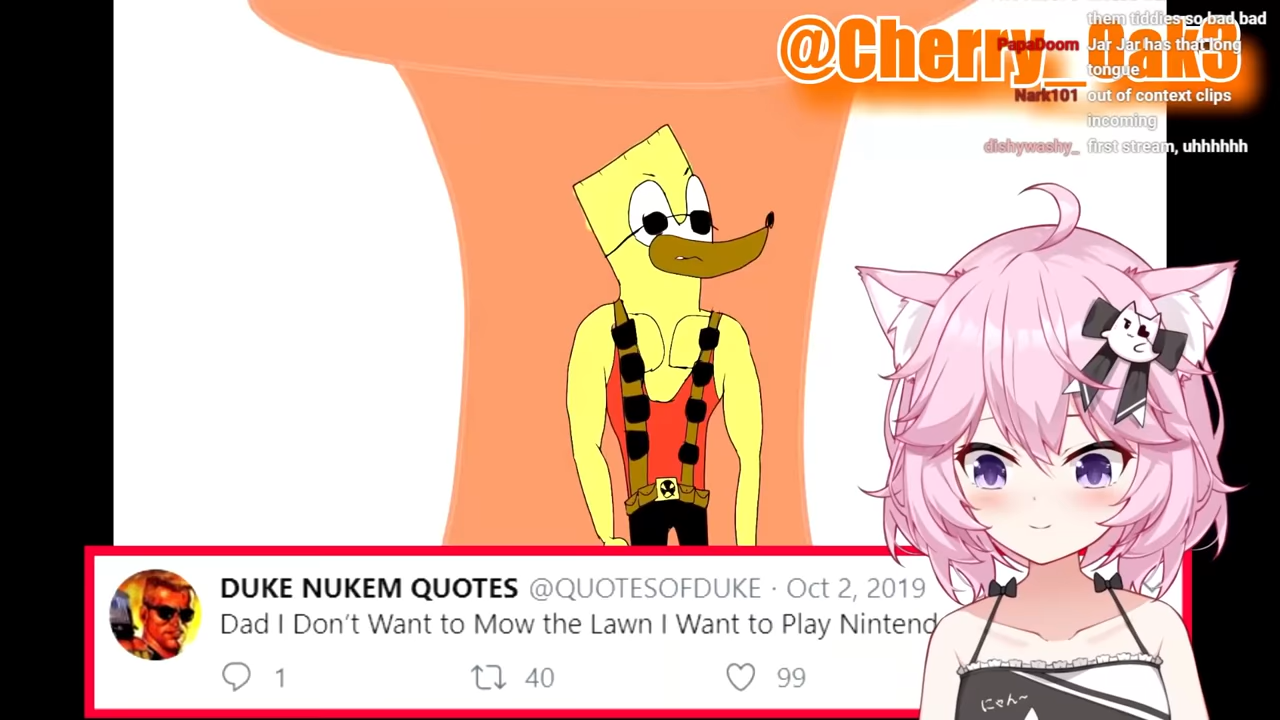 them tiddies so bad bad
@Cherry_Oak3
PapaDoom Jar Jar has that long
tongue
Nark101 out of context clips
incoming
dishywashy_ first stream, uhhhhhh
DUKE NUKEM QUOTES @QUOTESOFDUKE · Oct 2, 2019
Dad I Don't Want to Mow the Lawn I Want to Play
1 40 99
にゃん~